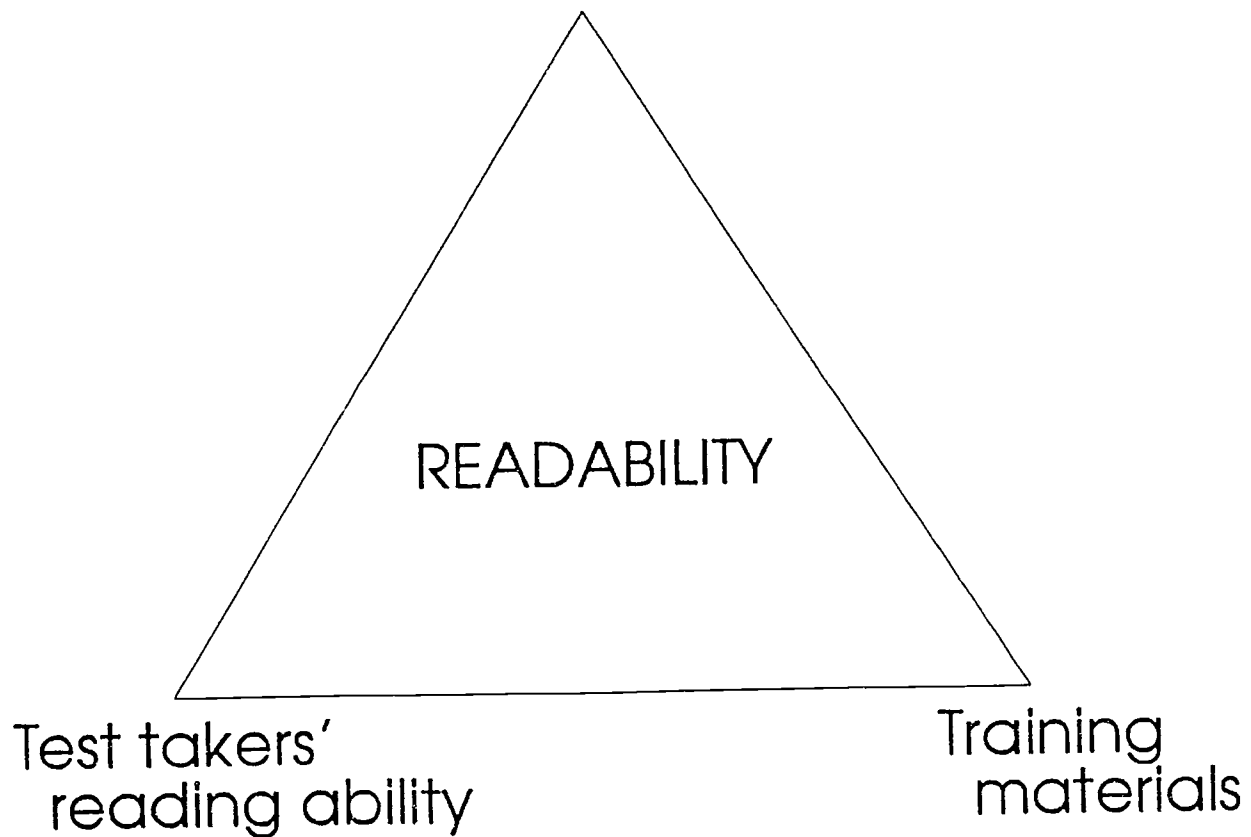 READABILITY
Test takers'
reading ability
Training
materials